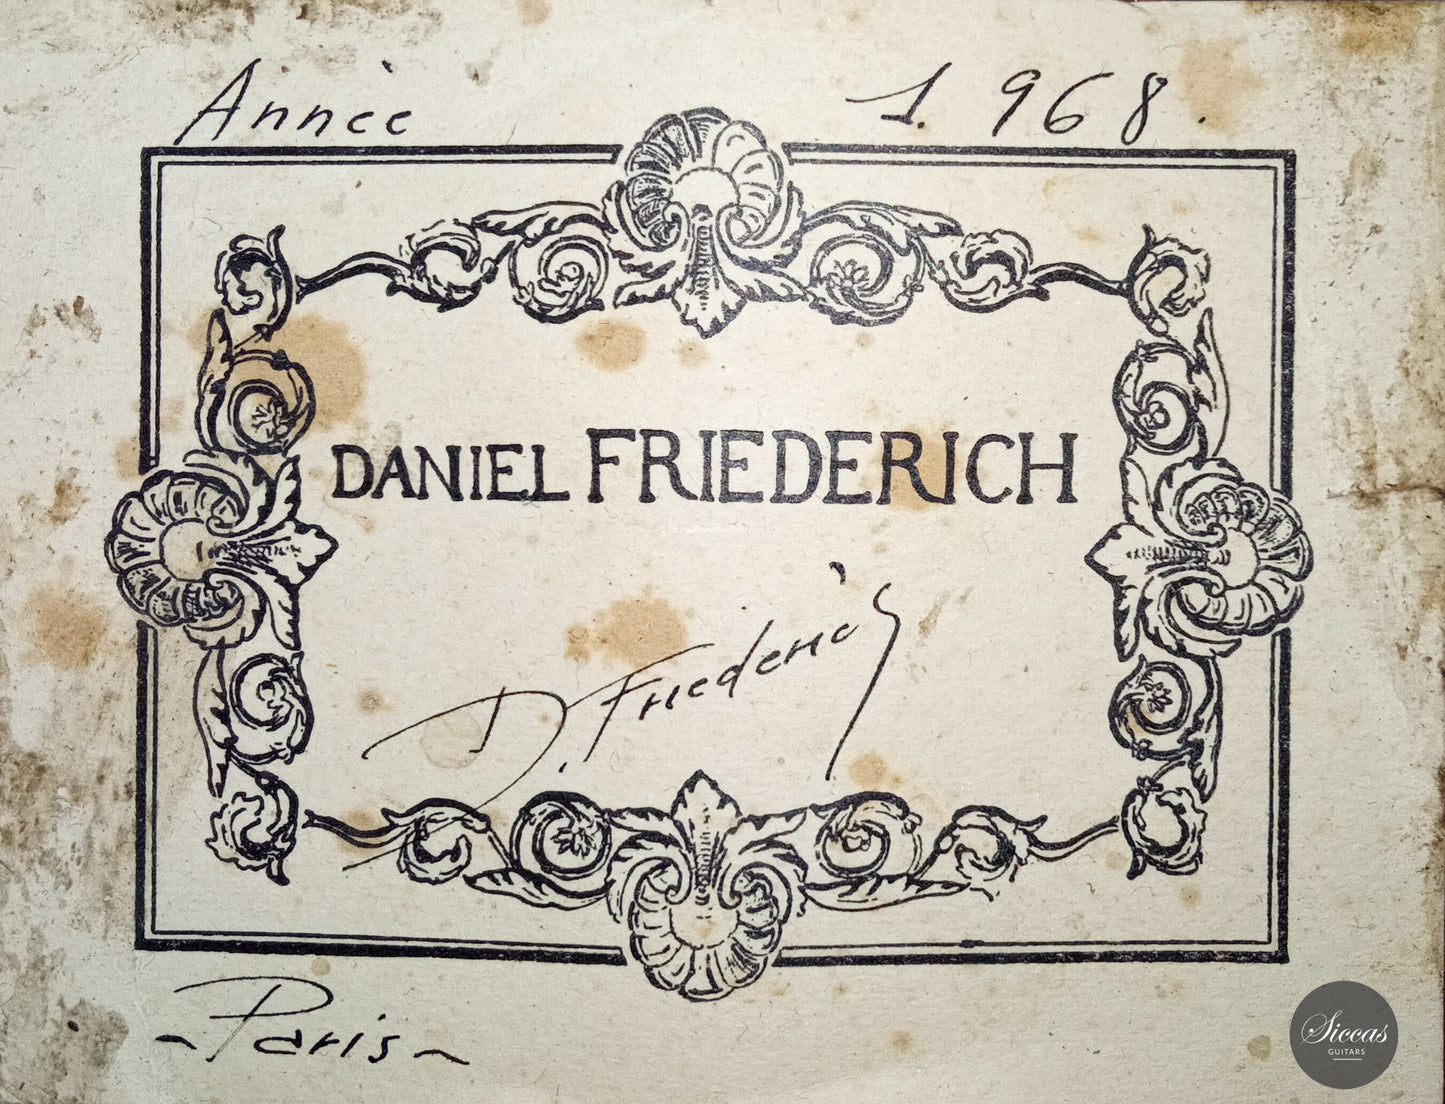 Année 1.968.
DANIEL FRIEDERICH
D. Friederich
~ Paris ~
Siccas
GUITARS